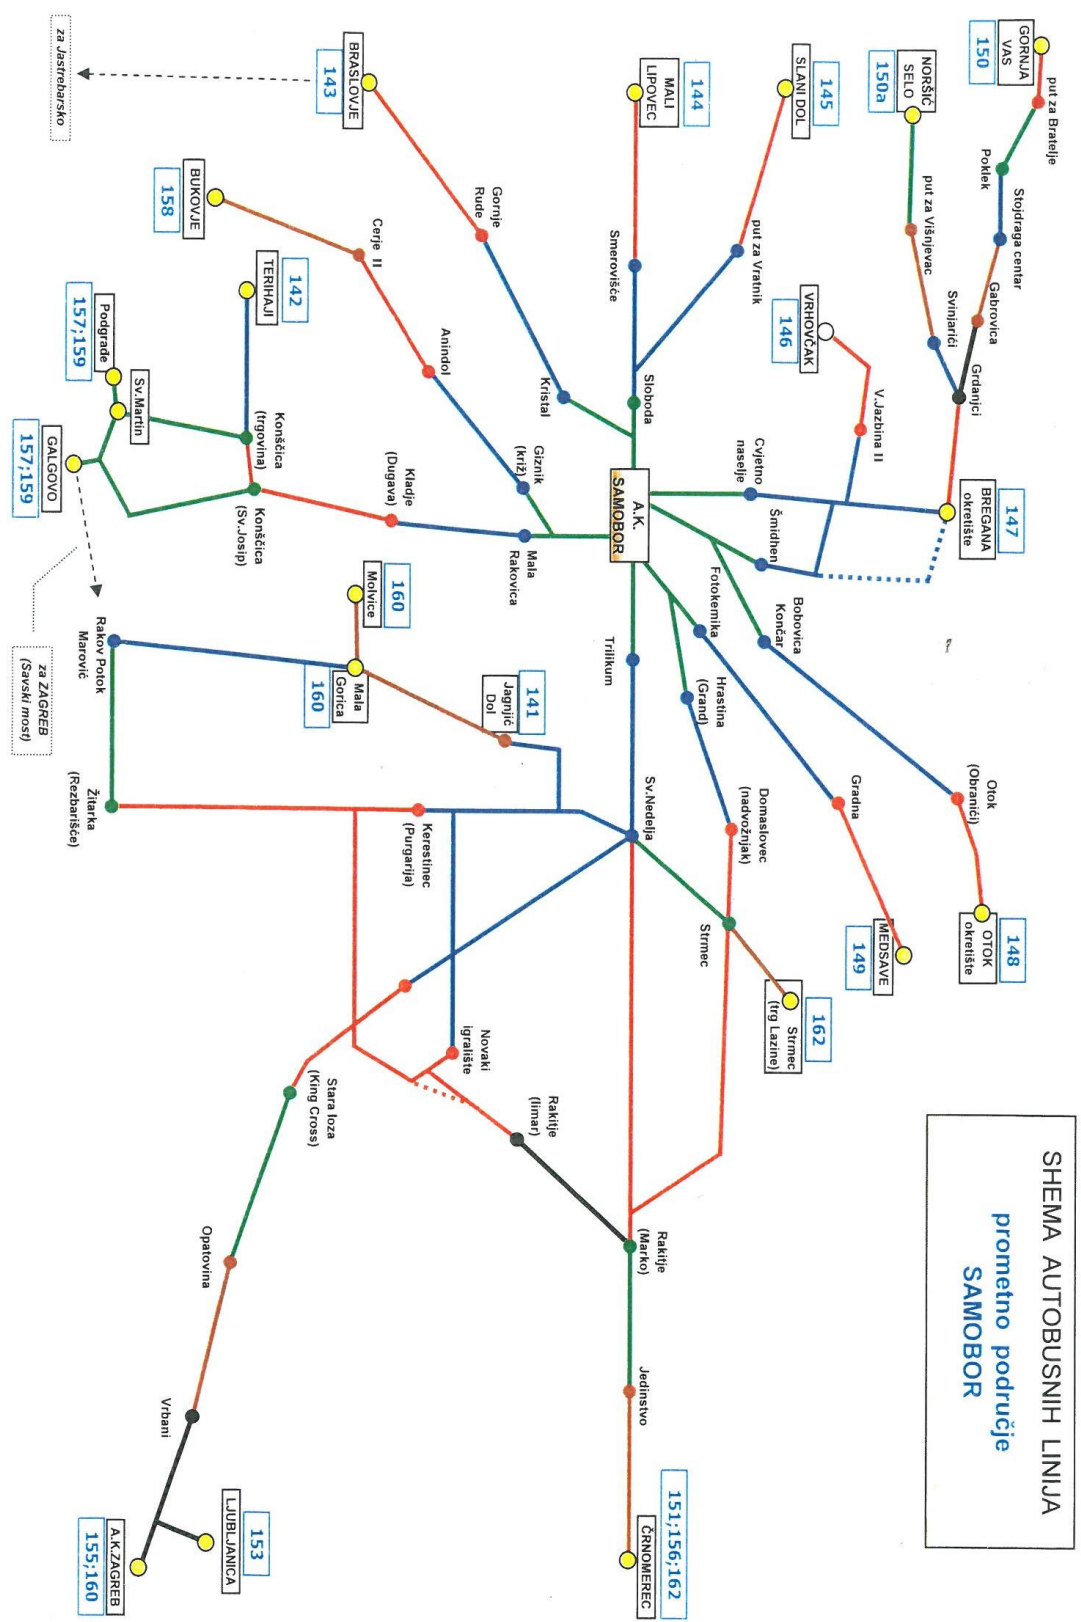 SHEMA AUTOBUSNIH LINIJA
prometno područje
SAMOBOR
GORNJA
VAS
150
put za Bratelje
Poklek
Stojdraga centar
Gabrovica
Grdanjci
NORŠIĆ
SELO
150a
put za Višnjevac
Svinjarići
SLANI DOL
145
put za Vratnik
VRHOVČAK
146
V.Jazbina II
BREGANA
okretište
147
MALI
LIPOVEC
144
Smerovišće
Sloboda
Cvjetno
naselje
Šmidhen
BRASLOVJE
143
za Jastrebarsko
Gornje
Rude
Kristal
BUKOVJE
158
Cerje II
Anindol
Giznik
(križ)
TERIHAJI
142
Podgrađe
157;159
Sv.Martin
GALGOVO
157;159
Konščica
(trgovina)
Konščica
(Sv.Josip)
Kladje
(Dugava)
Mala
Rakovica
A.K.
SAMOBOR
Fotokemika
Bobovica
Končar
Otok
(Obranići)
OTOK
okretište
148
Gradna
MEDSAVE
149
Hrastina
(Grand)
Domaslovec
(nadvožnjak)
Strmec
Strmec
(trg Lazine)
162
Trilikum
Sv.Nedelja
Molvice
160
Mala
Gorica
160
Jagnjić
Dol
141
Rakov Potok
Marović
za ZAGREB
(Savski most)
Žitarka
(Rezbarišće)
Kerestinec
(Purgarija)
Novaki
igralište
Rakitje
(limar)
Rakitje
(Marko)
Jedinstvo
ČRNOMEREC
151;156;162
Stara loza
(King Cross)
Opatovina
Vrbani
LJUBLJANICA
153
A.K.ZAGREB
155;160